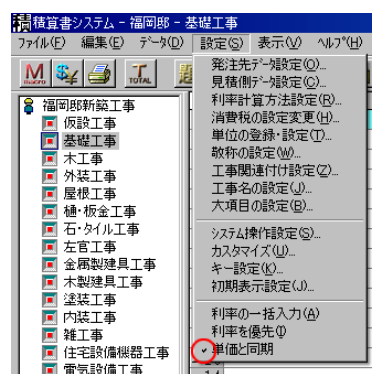 積算書システム - 福岡邸 - 基礎工事
ファイル(F) 編集(E) データ(D) 設定(S) 表示(V) ヘルプ(H)
M macro TOTAL
福岡邸新築工事
仮設工事
基礎工事
木工事
外装工事
屋根工事
樋・板金工事
石・タイル工事
左官工事
金属製建具工事
木製建具工事
塗装工事
内装工事
雑工事
住宅設備機器工事
電気設備工事
発注先データ設定(O)...
見積側データ設定(C)...
利率計算方法設定(R)...
消費税の設定変更(H)...
単位の登録・設定(T)...
敬称の設定(W)...
工事関連付け設定(Z)...
工事名の設定(J)...
大項目の設定(B)...
システム操作設定(S)...
カスタマイズ(U)...
キー設定(K)...
初期表示設定(J)...
利率の一括入力(A)
利率を優先(I)
単価と同期